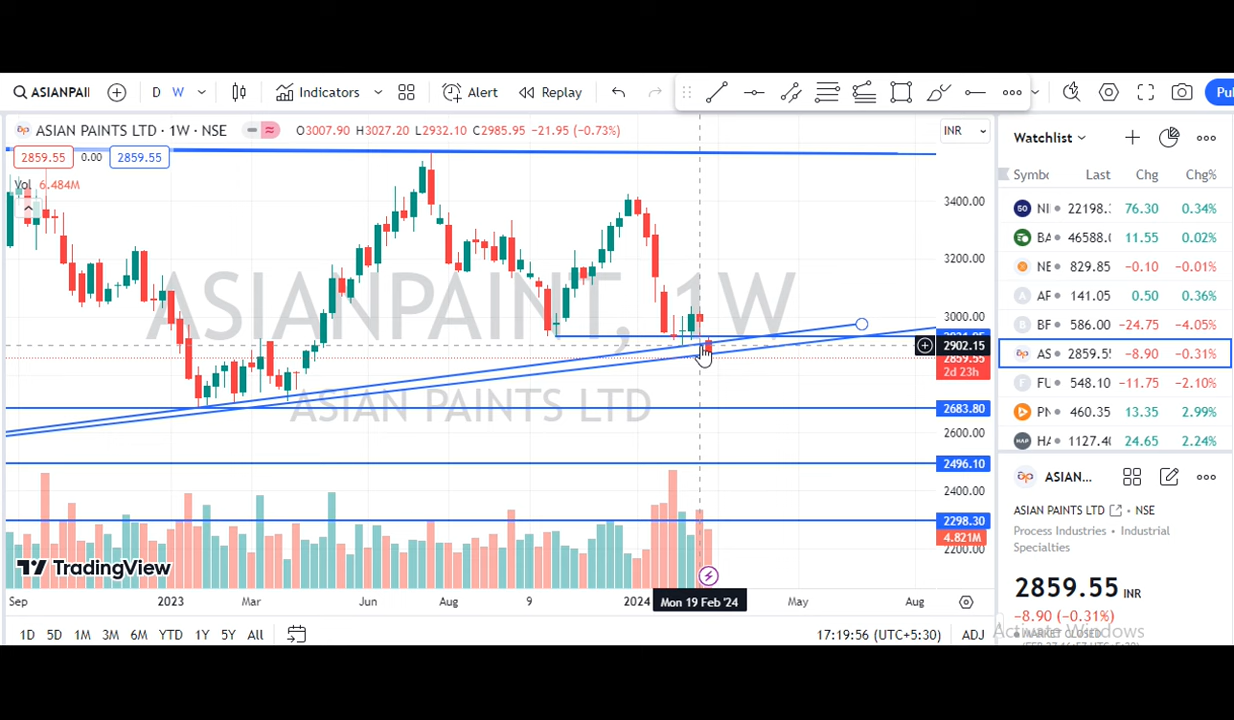 ASIANPAII D W Indicators Alert Replay Pul
ASIAN PAINTS LTD · 1W · NSE O3007.90 H3027.20 L2932.10 C2985.95 -21.95 (-0.73%) INR
2859.55 0.00 2859.55
Vol 6.484M
3400.00
3200.00
3000.00
2902.15
2859.55
2d 23h
2683.80
2600.00
2496.10
2400.00
2298.30
4.821M
2200.00
ASIANPAINT, 1W
ASIAN PAINTS LTD
TradingView
Sep 2023 Mar Jun Aug 9 2024 Mon 19 Feb '24 May Aug
1D 5D 1M 3M 6M YTD 1Y 5Y All 17:19:56 (UTC+5:30) ADJ
Watchlist
Symbo Last Chg Chg%
NI 22198. 76.30 0.34%
BA 46588.0 11.55 0.02%
NE 829.85 -0.10 -0.01%
AF 141.05 0.50 0.36%
BF 586.00 -24.75 -4.05%
AS 2859.55 -8.90 -0.31%
FU 548.10 -11.75 -2.10%
PN 460.35 13.35 2.99%
HA 1127.40 24.65 2.24%
ASIAN...
ASIAN PAINTS LTD · NSE
Process Industries · Industrial
Specialties
2859.55 INR
-8.90 (-0.31%)
Activate Windows
MARKET CLOSED